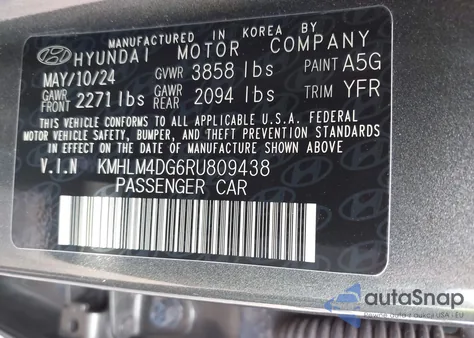 MANUFACTURED IN KOREA BY
HYUNDAI MOTOR COMPANY
MAY/10/24 GVWR 3858 lbs PAINT A5G
GAWR FRONT 2271 lbs GAWR REAR 2094 lbs TRIM YFR
THIS VEHICLE CONFORMS TO ALL APPLICABLE U.S.A. FEDERAL
MOTOR VEHICLE SAFETY, BUMPER, AND THEFT PREVENTION STANDARDS
IN EFFECT ON THE DATE OF MANUFACTURE SHOWN ABOVE.
V.I.N KMHLM4DG6RU809438
PASSENGER CAR
autoSnap